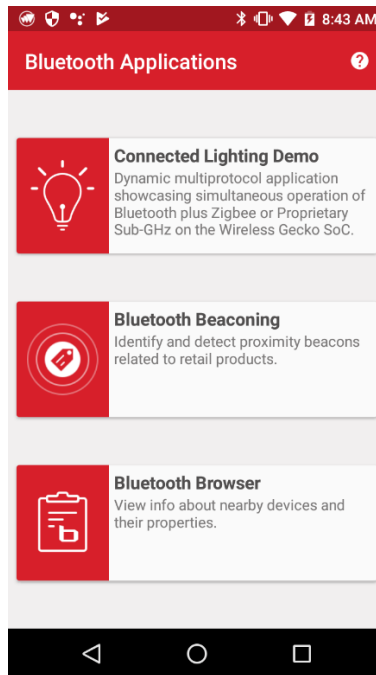 8:43 AM
Bluetooth Applications
Connected Lighting Demo
Dynamic multiprotocol application
showcasing simultaneous operation of
Bluetooth plus Zigbee or Proprietary
Sub-GHz on the Wireless Gecko SoC.
Bluetooth Beaconing
Identify and detect proximity beacons
related to retail products.
Bluetooth Browser
View info about nearby devices and
their properties.